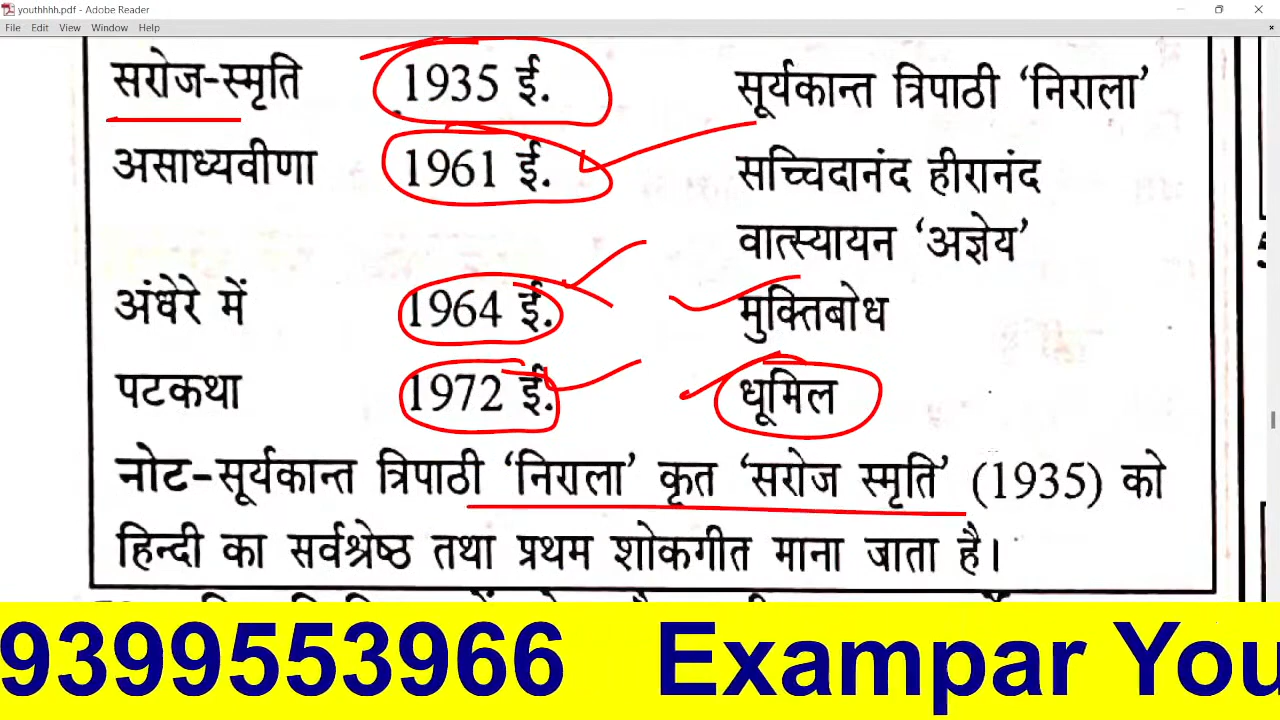 youthhhh.pdf - Adobe Reader
File Edit View Window Help
सरोज-स्मृति 1935 ई. सूर्यकान्त त्रिपाठी ‘निराला’
असाध्यवीणा 1961 ई. सच्चिदानंद हीरानंद
वात्स्यायन ‘अज्ञेय’
अंधेरे में 1964 ई. मुक्तिबोध
पटकथा 1972 ई. धूमिल
नोट-सूर्यकान्त त्रिपाठी ‘निराला’ कृत ‘सरोज स्मृति’ (1935) को
हिन्दी का सर्वश्रेष्ठ तथा प्रथम शोकगीत माना जाता है।
9399553966 Exampar You